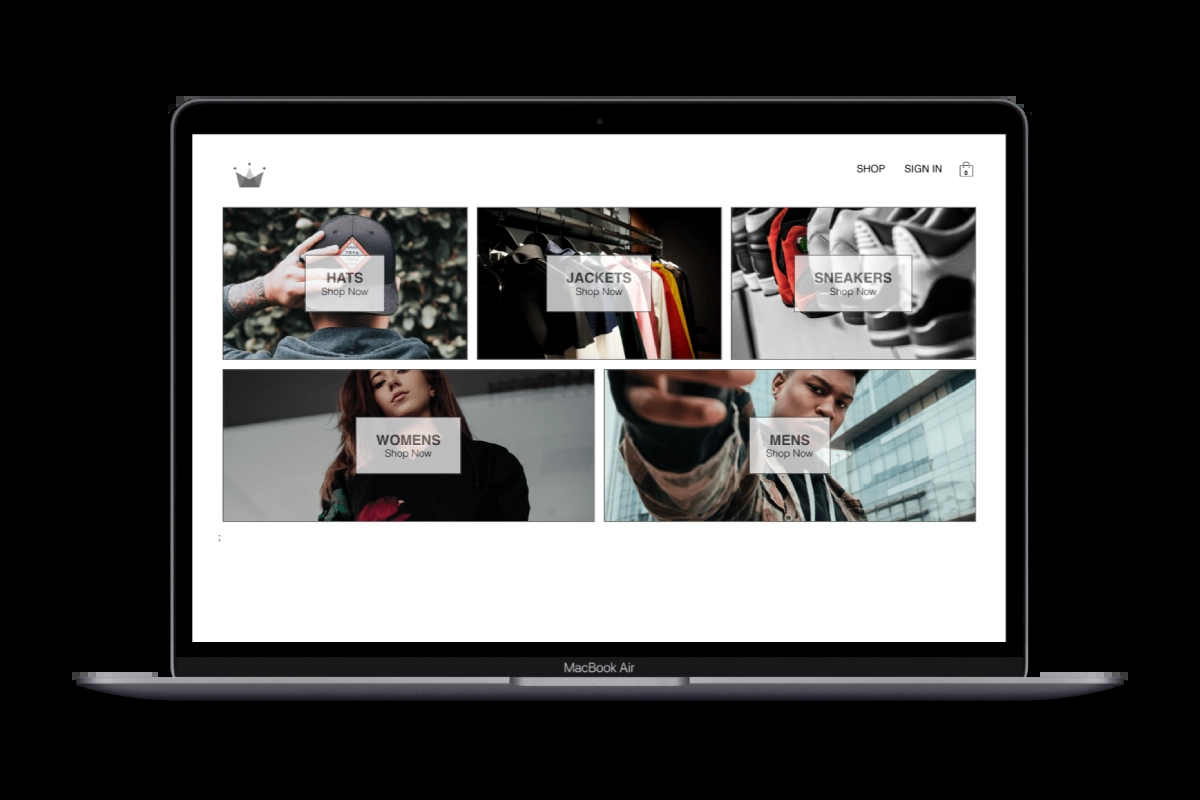 SHOP SIGN IN
0
HATS
Shop Now
JACKETS
Shop Now
SNEAKERS
Shop Now
WOMENS
Shop Now
MENS
Shop Now
;
MacBook Air